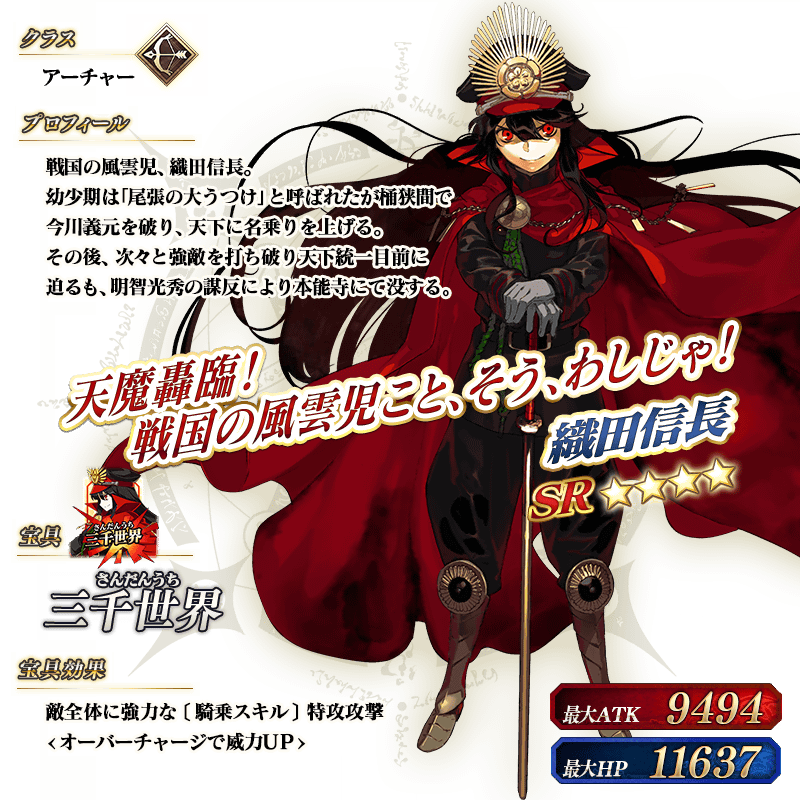 クラス
アーチャー
プロフィール
戦国の風雲児、織田信長。
幼少期は「尾張の大うつけ」と呼ばれたが桶狭間で
今川義元を破り、天下に名乗りを上げる。
その後、次々と強敵を打ち破り天下統一目前に
迫るも、明智光秀の謀反により本能寺にて没する。
天魔轟臨!
戦国の風雲児こと、そう、わしじゃ!
織田信長
SR
宝具
さんだんうち
三千世界
さんだんうち
三千世界
宝具効果
敵全体に強力な〔騎乗スキル〕特攻攻撃
<オーバーチャージで威力UP>
最大ATK 9494
最大HP 11637